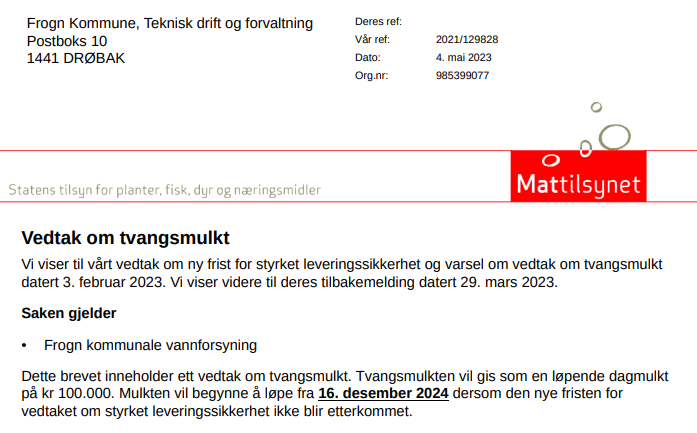 Frogn Kommune, Teknisk drift og forvaltning
Postboks 10
1441 DRØBAK
Deres ref:
Vår ref: 2021/129828
Dato: 4. mai 2023
Org.nr: 985399077
Statens tilsyn for planter, fisk, dyr og næringsmidler
Mattilsynet
Vedtak om tvangsmulkt
Vi viser til vårt vedtak om ny frist for styrket leveringssikkerhet og varsel om vedtak om tvangsmulkt
datert 3. februar 2023. Vi viser videre til deres tilbakemelding datert 29. mars 2023.
Saken gjelder
• Frogn kommunale vannforsyning
Dette brevet inneholder ett vedtak om tvangsmulkt. Tvangsmulkten vil gis som en løpende dagmulkt
på kr 100.000. Mulkten vil begynne å løpe fra 16. desember 2024 dersom den nye fristen for
vedtaket om styrket leveringssikkerhet ikke blir etterkommet.